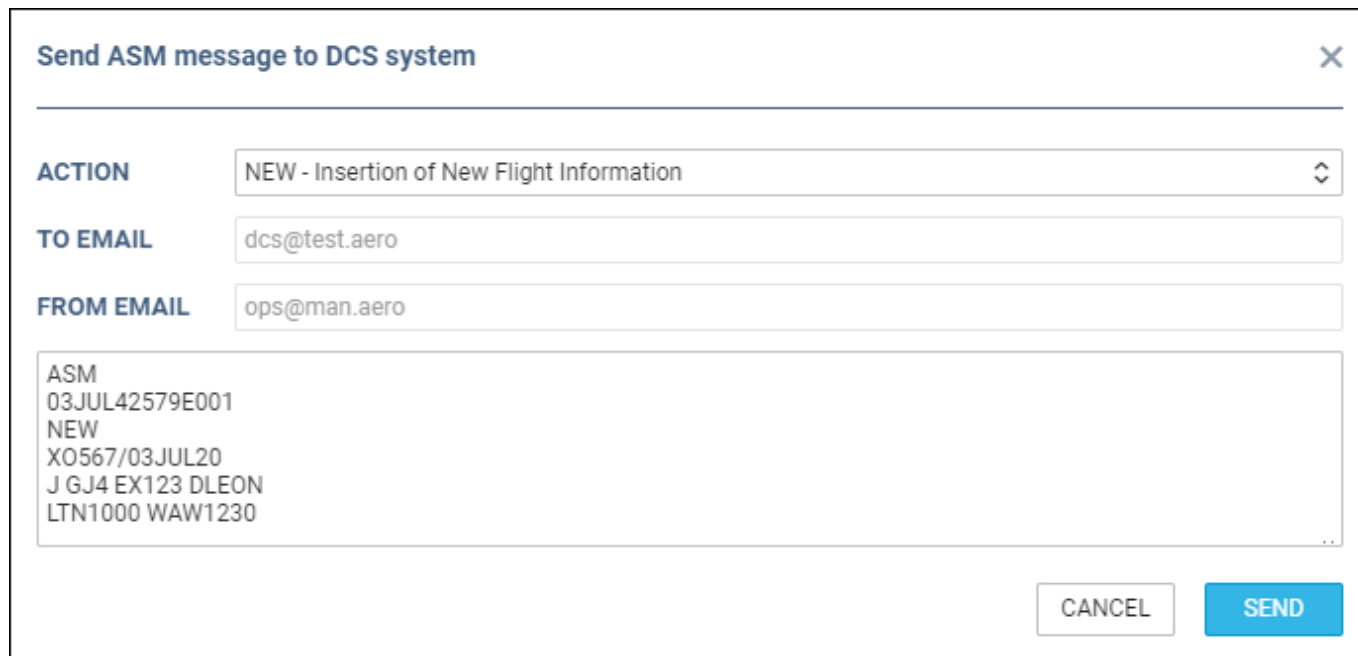 Send ASM message to DCS system
ACTION NEW - Insertion of New Flight Information
TO EMAIL dcs@test.aero
FROM EMAIL ops@man.aero
ASM
03JUL42579E001
NEW
XO567/03JUL20
J GJ4 EX123 DLEON
LTN1000 WAW1230
CANCEL SEND